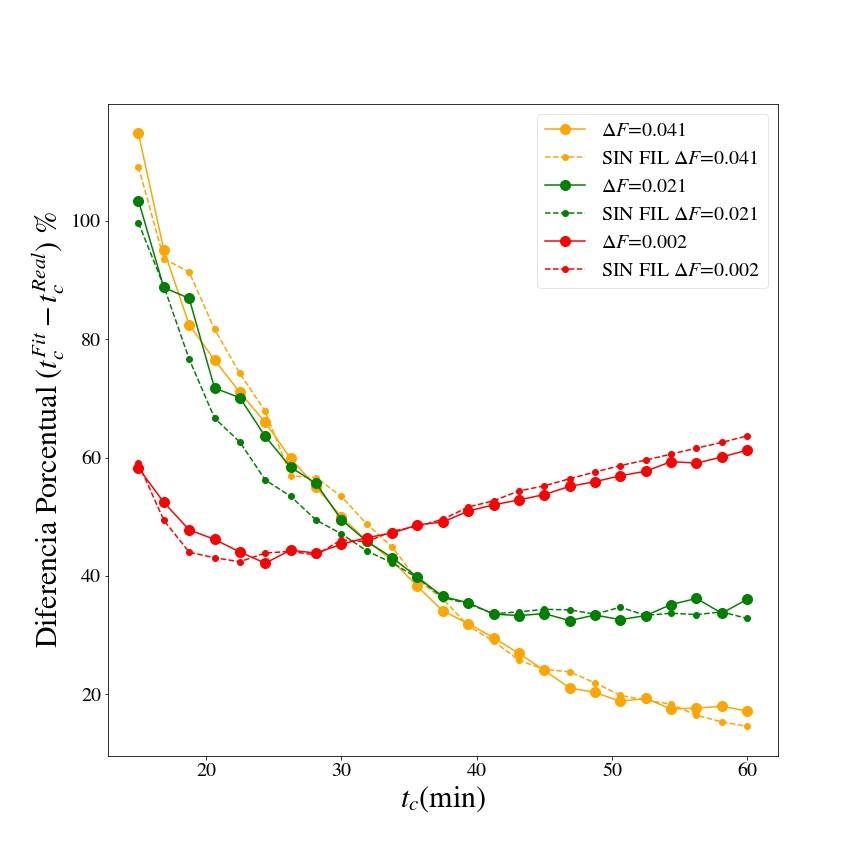 ΔF=0.041
SIN FIL ΔF=0.041
ΔF=0.021
SIN FIL ΔF=0.021
ΔF=0.002
SIN FIL ΔF=0.002
Diferencia Porcentual (t_c^{Fit} − t_c^{Real}) %
100
80
60
40
20
20 30 40 50 60
t_c(min)